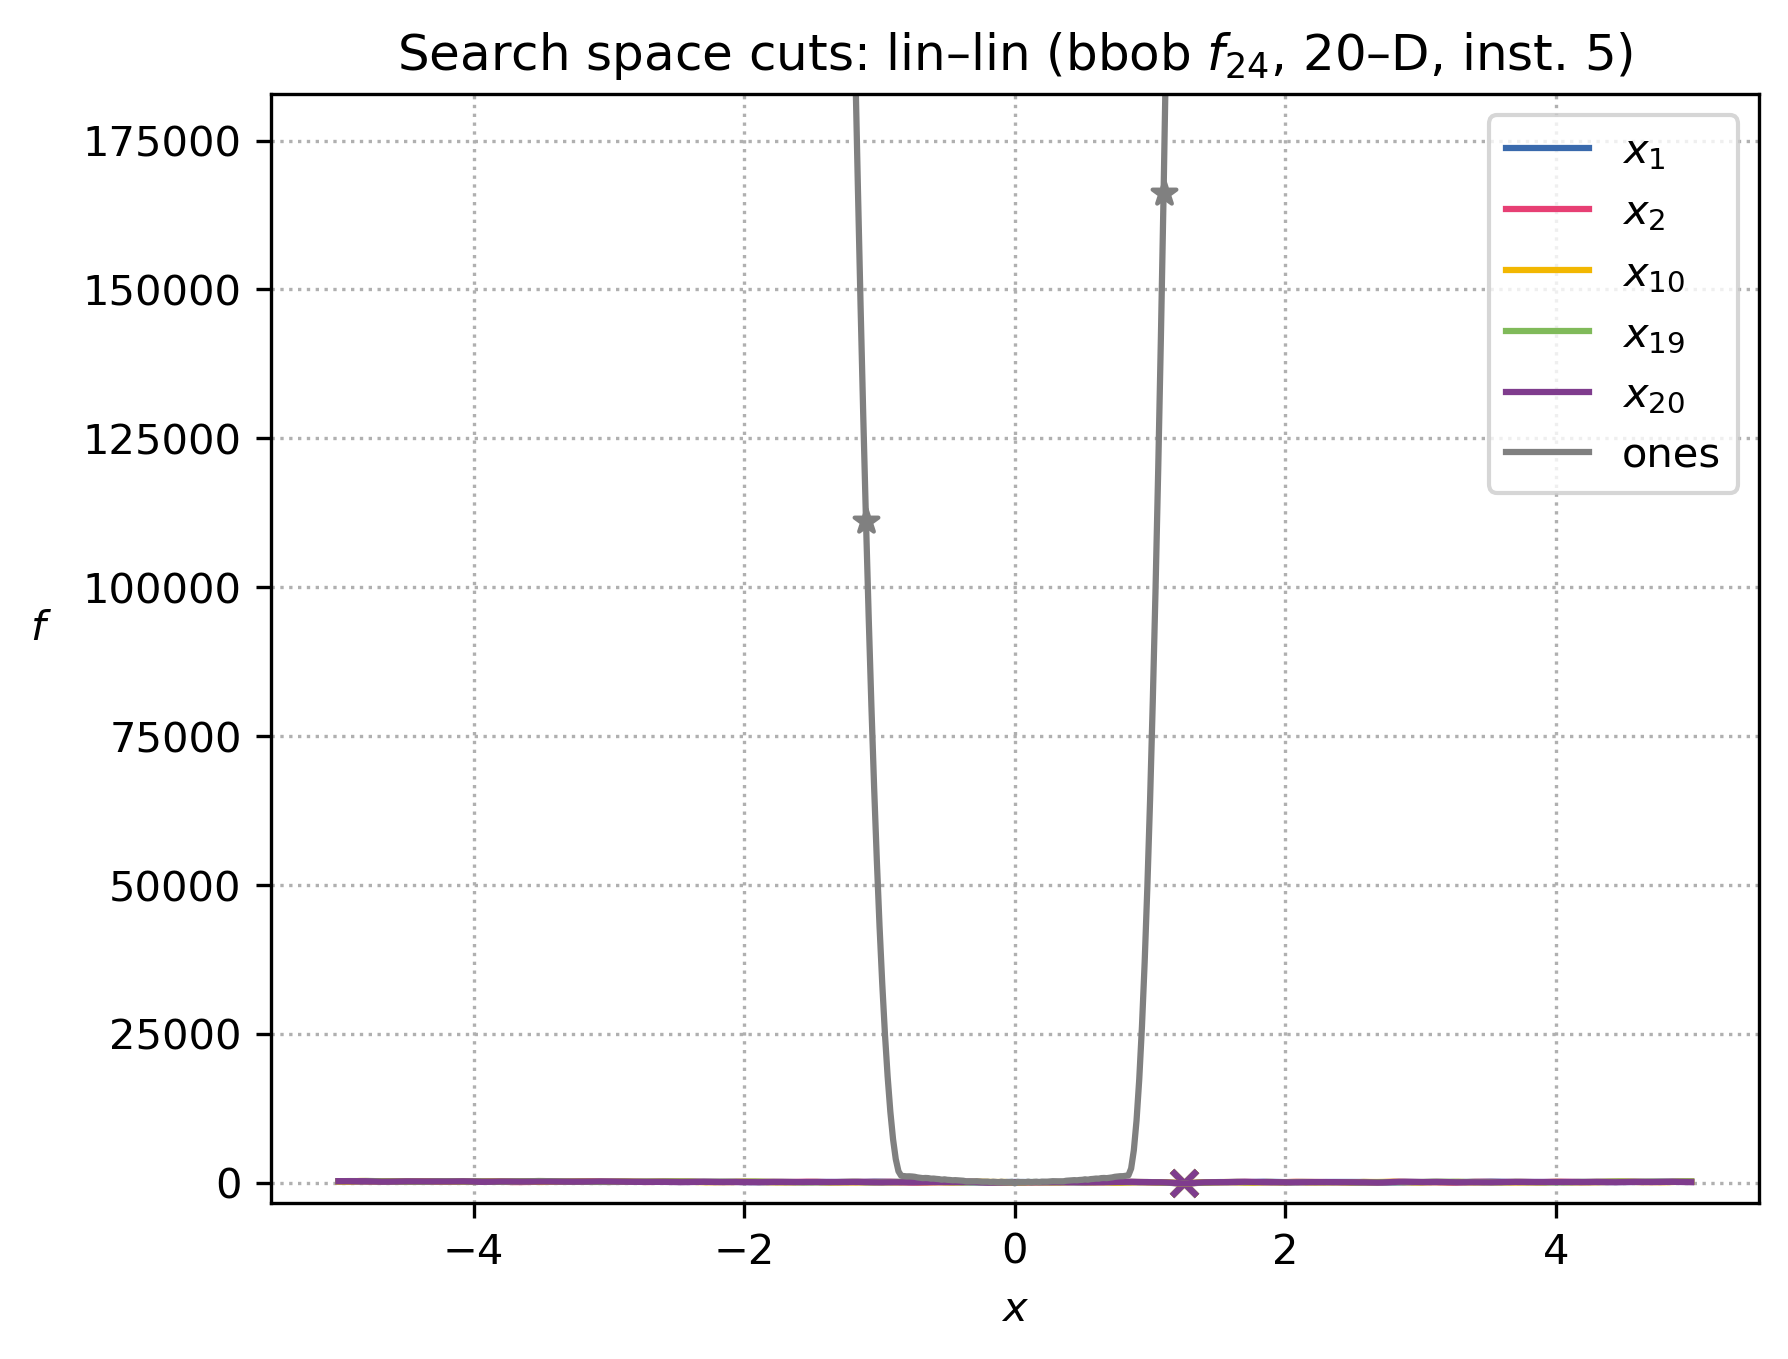 Search space cuts: lin–lin (bbob f₂₄, 20–D, inst. 5)
175000
150000
125000
100000
75000
50000
25000
0
f
−4
−2
0
2
4
x
x₁
x₂
x₁₀
x₁₉
x₂₀
ones